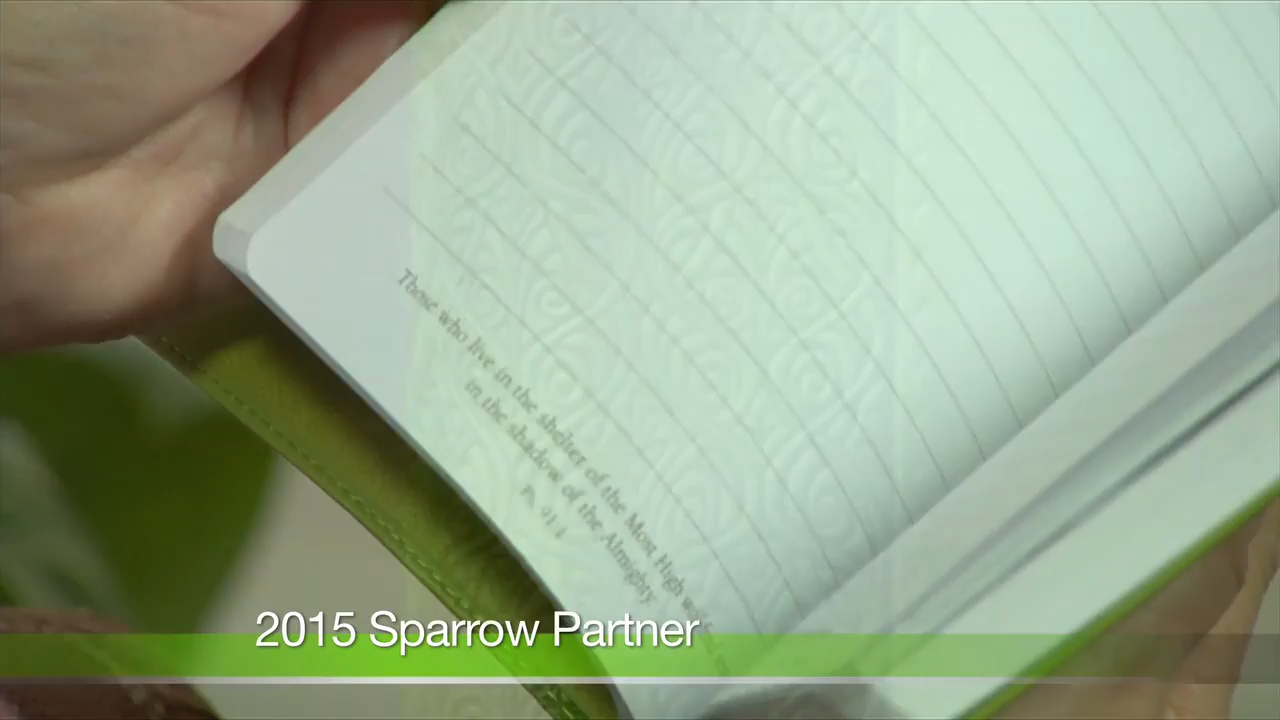 Those who live in the shelter of the Most High
in the shadow of the Almighty.
Ps. 91:1
2015 Sparrow Partner